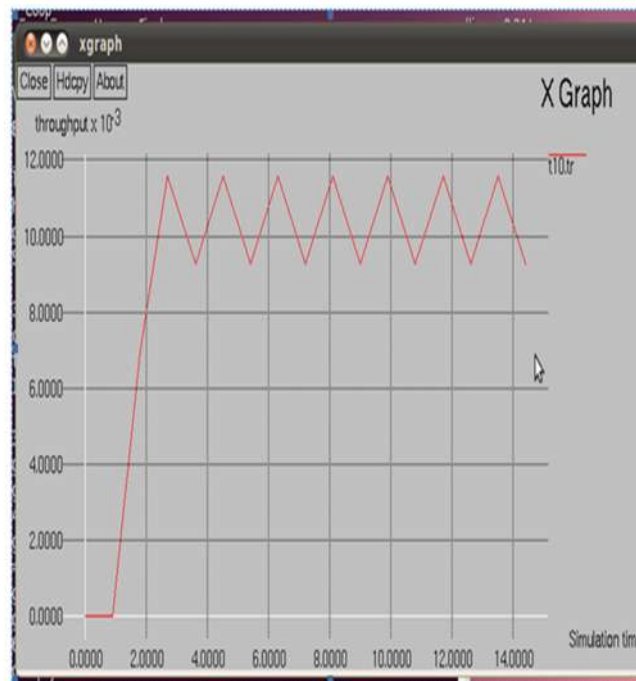 xgraph
Close Hdcpy About
X Graph
throughput x 10-3
t10.tr
12.0000
10.0000
8.0000
6.0000
4.0000
2.0000
0.0000
0.0000 2.0000 4.0000 6.0000 8.0000 10.0000 12.0000 14.0000
Simulation tim